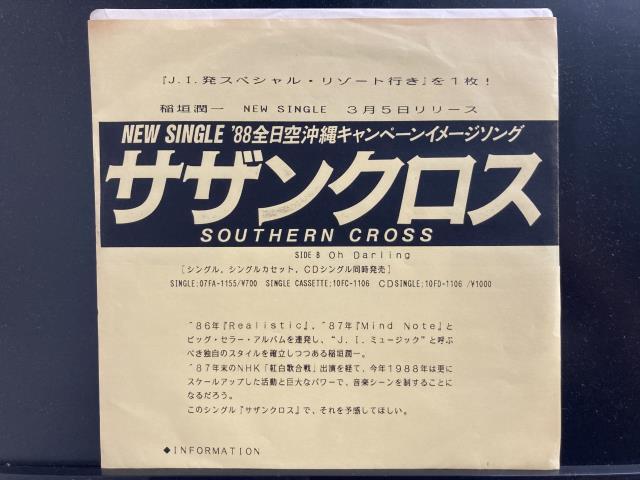 『J.I.発スペシャル・リゾート行き』を1枚!
稲垣潤一 NEW SINGLE 3月5日リリース
NEW SINGLE '88全日空沖縄キャンペーンイメージソング
サザンクロス
SOUTHERN CROSS
SIDE B Oh Darling
[シングル, シングルカセット, CDシングル同時発売]
SINGLE;07FA-1155/¥700 SINGLE CASSETTE;10FC-1106 CDSINGLE;10FD-1106 /¥1000
'86年『Realistic』, '87年『Mind Note』と
ビッグ・セラー・アルバムを連発し, “J.I.ミュージック”と呼ぶ
べき独自のスタイルを確立しつつある稲垣潤一。
'87年末のNHK「紅白歌合戦」出演を経て, 今年1988年は更に
スケールアップした活動と巨大なパワーで, 音楽シーンを制することに
なるだろう。
このシングル『サザンクロス』で, それを予感してほしい。
◆INFORMATION